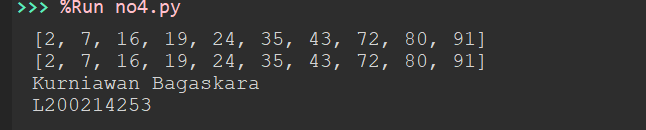 >>> %Run no4.py
[2, 7, 16, 19, 24, 35, 43, 72, 80, 91]
[2, 7, 16, 19, 24, 35, 43, 72, 80, 91]
Kurniawan Bagaskara
L200214253